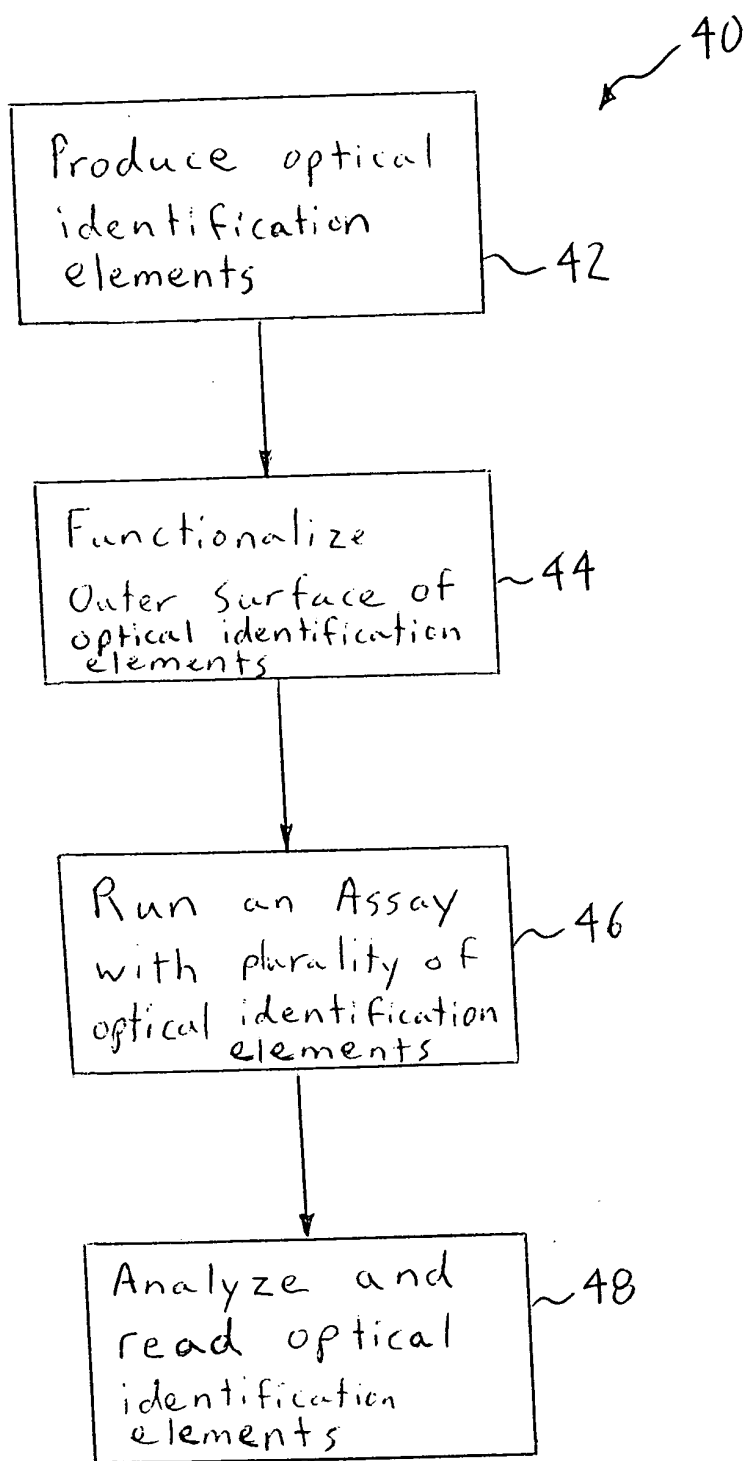 40
Produce optical
identification
elements
42
Functionalize
Outer Surface of
optical identification
elements
44
Run an Assay
with plurality of
optical identification
elements
46
Analyze and
read optical
identification
elements
48